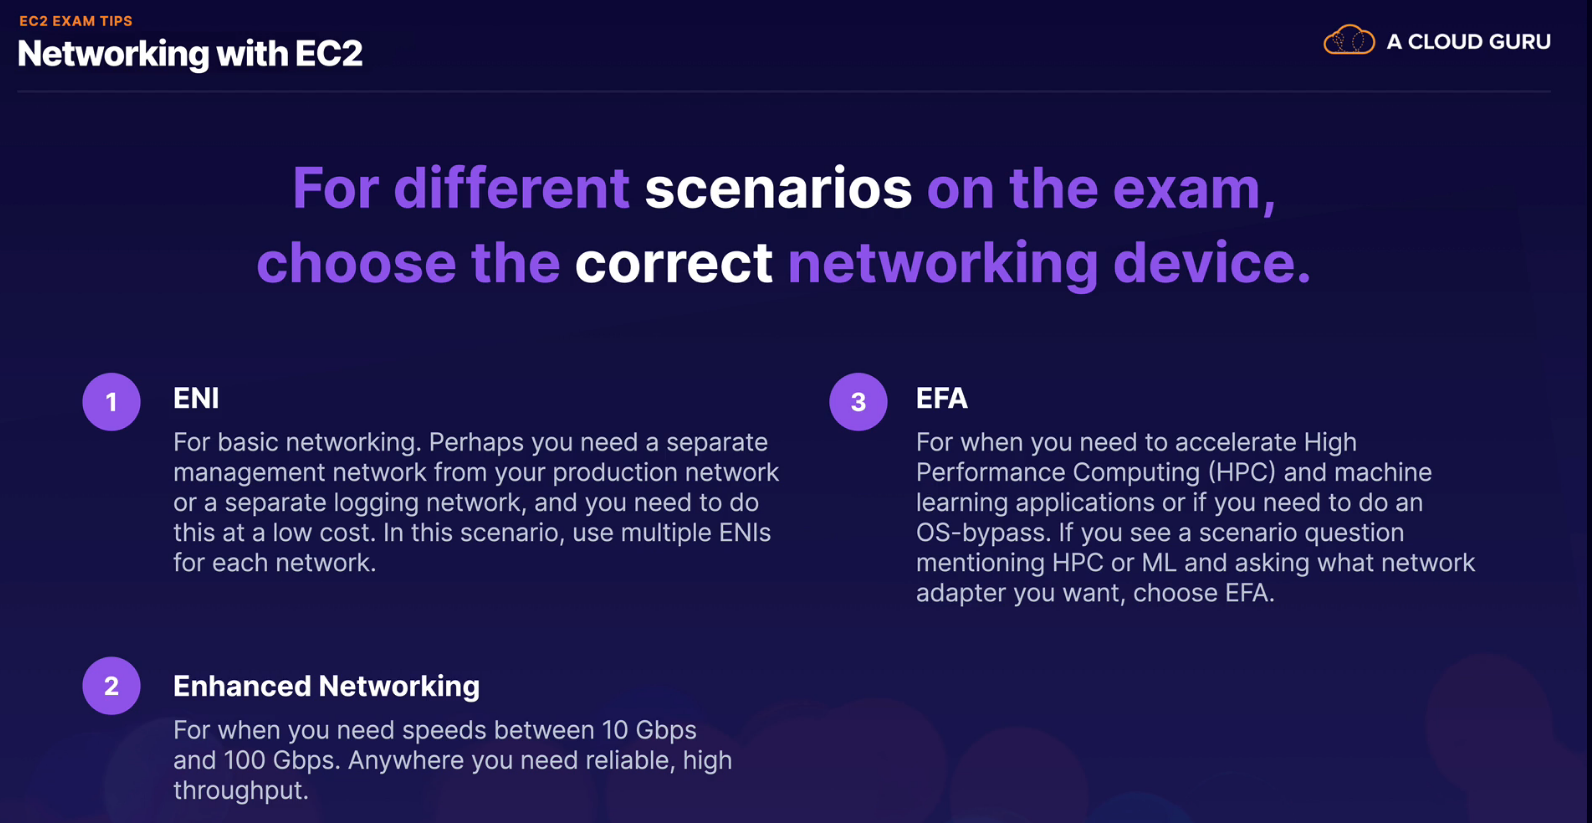 EC2 EXAM TIPS
Networking with EC2
A CLOUD GURU
For different scenarios on the exam,
choose the correct networking device.
1
ENI
For basic networking. Perhaps you need a separate
management network from your production network
or a separate logging network, and you need to do
this at a low cost. In this scenario, use multiple ENIs
for each network.
2
Enhanced Networking
For when you need speeds between 10 Gbps
and 100 Gbps. Anywhere you need reliable, high
throughput.
3
EFA
For when you need to accelerate High
Performance Computing (HPC) and machine
learning applications or if you need to do an
OS-bypass. If you see a scenario question
mentioning HPC or ML and asking what network
adapter you want, choose EFA.